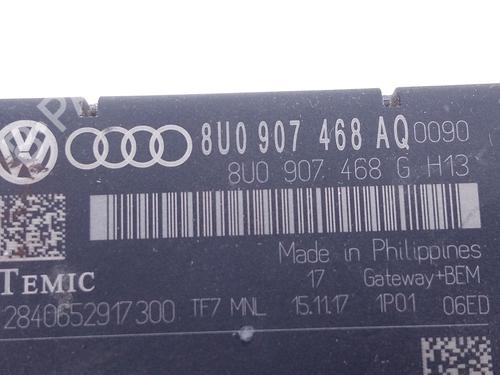 8U0 907 468 AQ 0090
8U0 907 468 G H13
Made in Philippines
17 Gateway+BEM
TEMIC
2840652917300 TF7 MNL 15.11.17 1P01 06ED